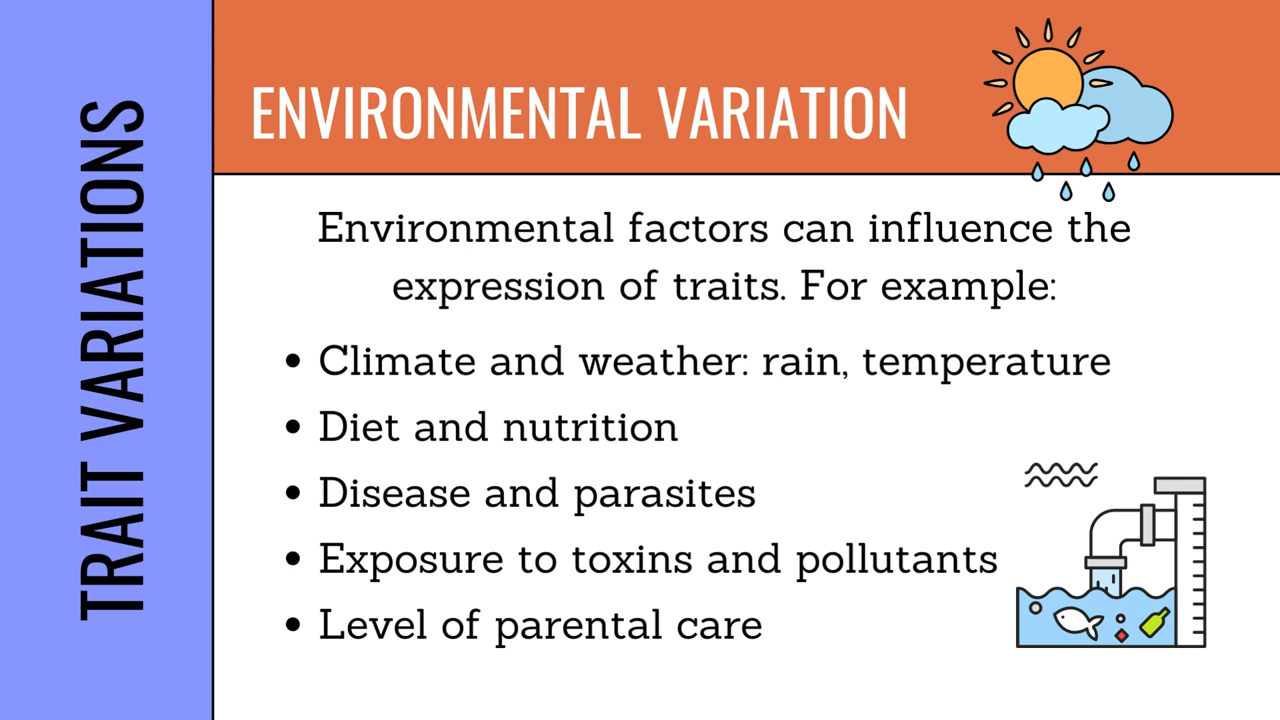 TRAIT VARIATIONS
ENVIRONMENTAL VARIATION
Environmental factors can influence the
expression of traits. For example:
• Climate and weather: rain, temperature
• Diet and nutrition
• Disease and parasites
• Exposure to toxins and pollutants
• Level of parental care